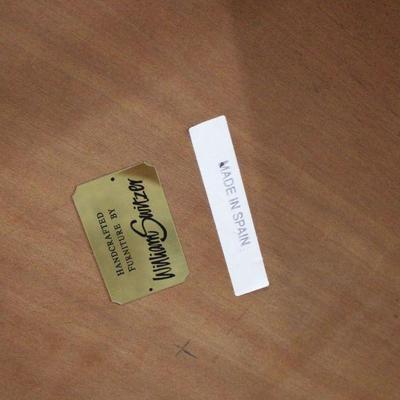 HANDCRAFTED
FURNITURE BY
William Switzer
MADE IN SPAIN